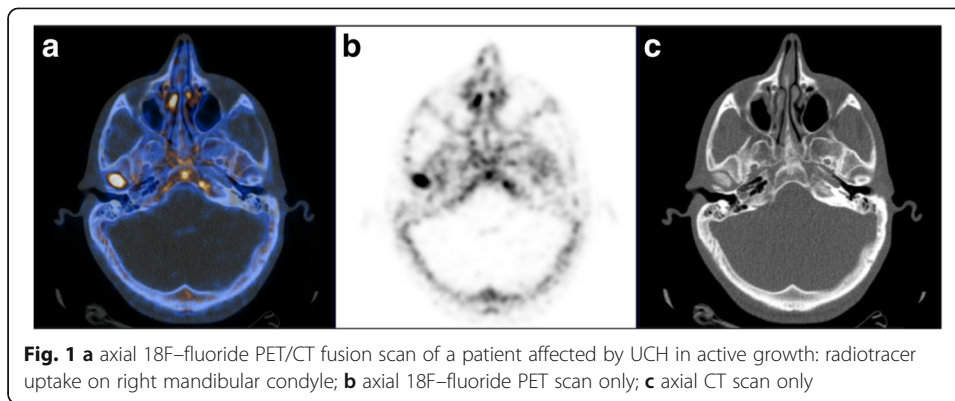 a
b
c
Fig. 1 a axial 18F–fluoride PET/CT fusion scan of a patient affected by UCH in active growth: radiotracer
uptake on right mandibular condyle; b axial 18F–fluoride PET scan only; c axial CT scan only